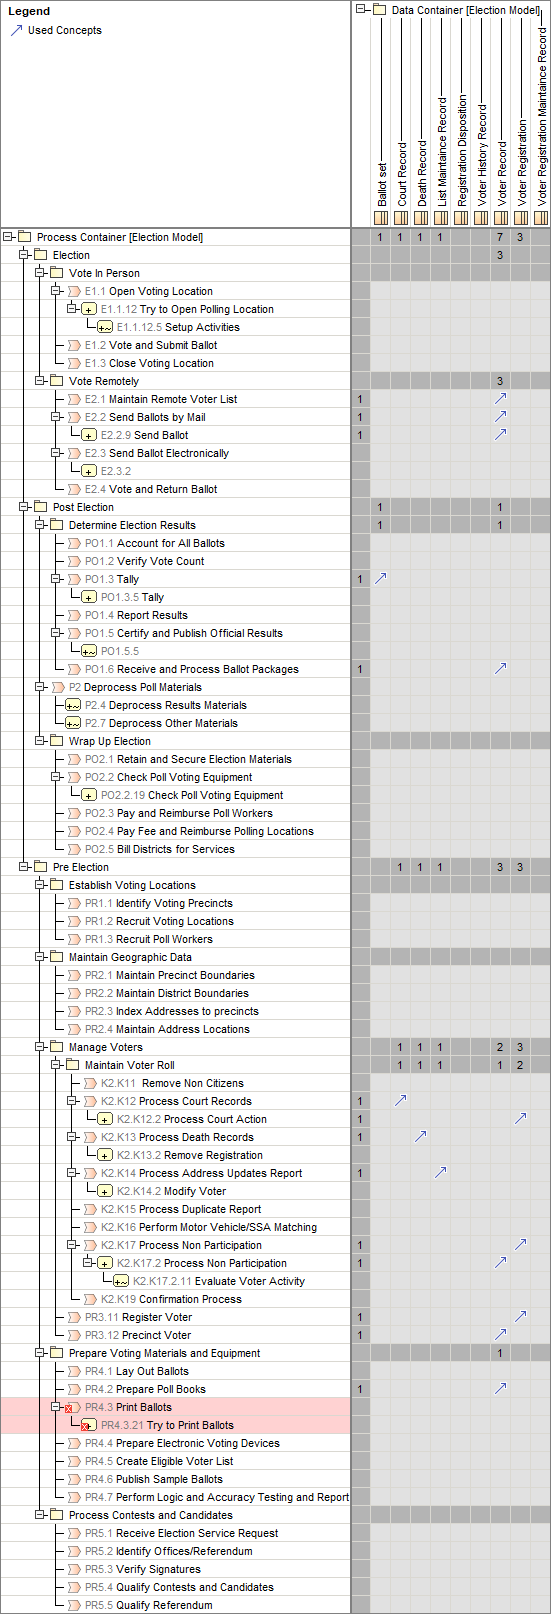 Legend
Used Concepts
Data Container [Election Model]
Ballot set
Court Record
Death Record
List Maintaince Record
Registration Disposition
Voter History Record
Voter Record
Voter Registration
Voter Registration Maintaince Record
Process Container [Election Model] 1 1 1 1 7 3
Election 3
Vote In Person
E1.1 Open Voting Location
E1.1.12 Try to Open Polling Location
E1.1.12.5 Setup Activities
E1.2 Vote and Submit Ballot
E1.3 Close Voting Location
Vote Remotely 3
E2.1 Maintain Remote Voter List 1
E2.2 Send Ballots by Mail 1
E2.2.9 Send Ballot 1
E2.3 Send Ballot Electronically
E2.3.2
E2.4 Vote and Return Ballot
Post Election 1 1
Determine Election Results 1 1
PO1.1 Account for All Ballots
PO1.2 Verify Vote Count
PO1.3 Tally 1
PO1.3.5 Tally
PO1.4 Report Results
PO1.5 Certify and Publish Official Results
PO1.5.5
PO1.6 Receive and Process Ballot Packages 1
P2 Deprocess Poll Materials
P2.4 Deprocess Results Materials
P2.7 Deprocess Other Materials
Wrap Up Election
PO2.1 Retain and Secure Election Materials
PO2.2 Check Poll Voting Equipment
PO2.2.19 Check Poll Voting Equipment
PO2.3 Pay and Reimburse Poll Workers
PO2.4 Pay Fee and Reimburse Polling Locations
PO2.5 Bill Districts for Services
Pre Election 1 1 1 3 3
Establish Voting Locations
PR1.1 Identify Voting Precincts
PR1.2 Recruit Voting Locations
PR1.3 Recruit Poll Workers
Maintain Geographic Data
PR2.1 Maintain Precinct Boundaries
PR2.2 Maintain District Boundaries
PR2.3 Index Addresses to precincts
PR2.4 Maintain Address Locations
Manage Voters 1 1 1 2 3
Maintain Voter Roll 1 1 1 1 2
K2.K11 Remove Non Citizens
K2.K12 Process Court Records 1
K2.K12.2 Process Court Action 1
K2.K13 Process Death Records 1
K2.K13.2 Remove Registration
K2.K14 Process Address Updates Report 1
K2.K14.2 Modify Voter
K2.K15 Process Duplicate Report
K2.K16 Perform Motor Vehicle/SSA Matching
K2.K17 Process Non Participation 1
K2.K17.2 Process Non Participation 1
K2.K17.2.11 Evaluate Voter Activity
K2.K19 Confirmation Process
PR3.11 Register Voter 1
PR3.12 Precinct Voter 1
Prepare Voting Materials and Equipment 1
PR4.1 Lay Out Ballots
PR4.2 Prepare Poll Books 1
PR4.3 Print Ballots
PR4.3.21 Try to Print Ballots
PR4.4 Prepare Electronic Voting Devices
PR4.5 Create Eligible Voter List
PR4.6 Publish Sample Ballots
PR4.7 Perform Logic and Accuracy Testing and Report
Process Contests and Candidates
PR5.1 Receive Election Service Request
PR5.2 Identify Offices/Referendum
PR5.3 Verify Signatures
PR5.4 Qualify Contests and Candidates
PR5.5 Qualify Referendum